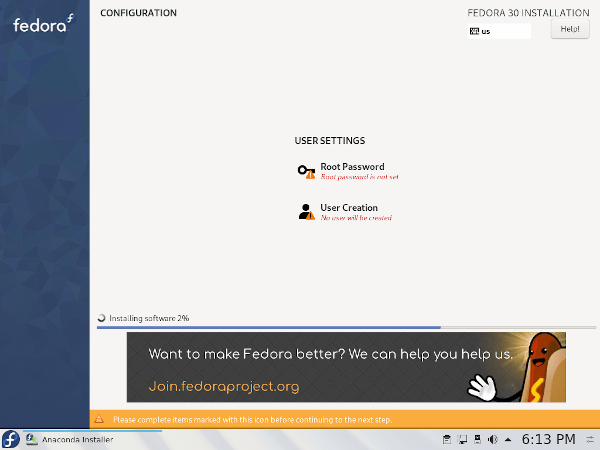 fedora
CONFIGURATION
FEDORA 30 INSTALLATION
us
Help!
USER SETTINGS
Root Password
Root password is not set
User Creation
No user will be created
Installing software 2%
Want to make Fedora better? We can help you help us.
Join.fedoraproject.org
Please complete items marked with this icon before continuing to the next step.
Anaconda Installer
6:13 PM